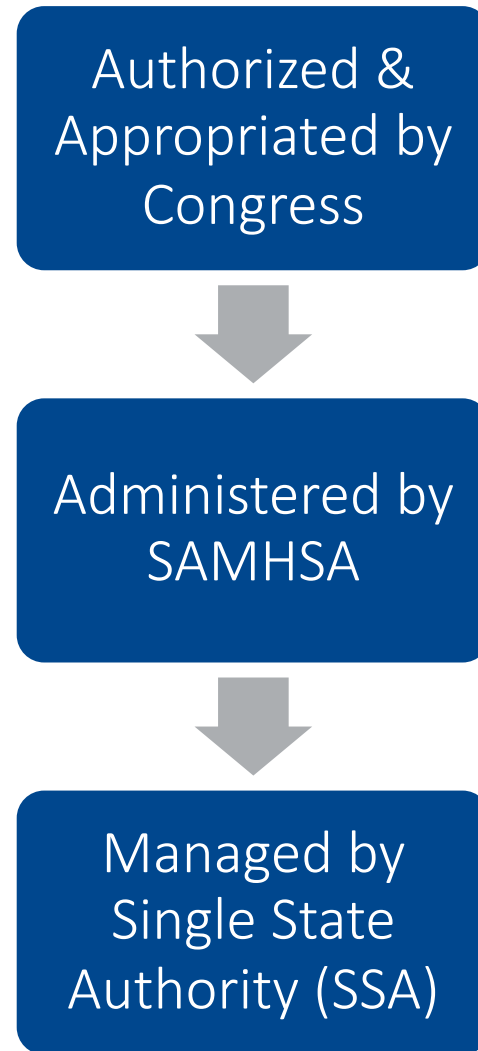 Authorized &
Appropriated by
Congress
Administered by
SAMHSA
Managed by
Single State
Authority (SSA)